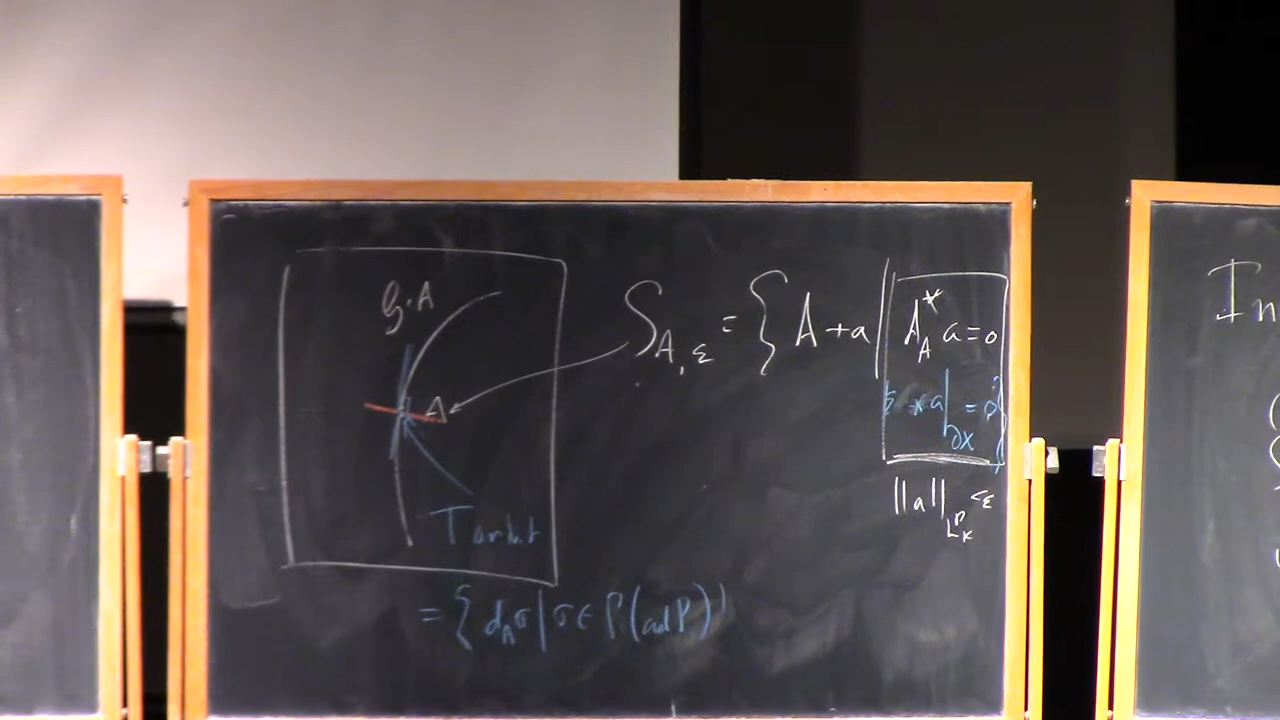 G·A
S_{A,ε} = { A + a | d_A^* a = 0
* a|_{∂X} = 0 }
A
||a||_{L^p_k} < ε
T orbit
= { d_A σ | σ ∈ Γ(ad P) }
In